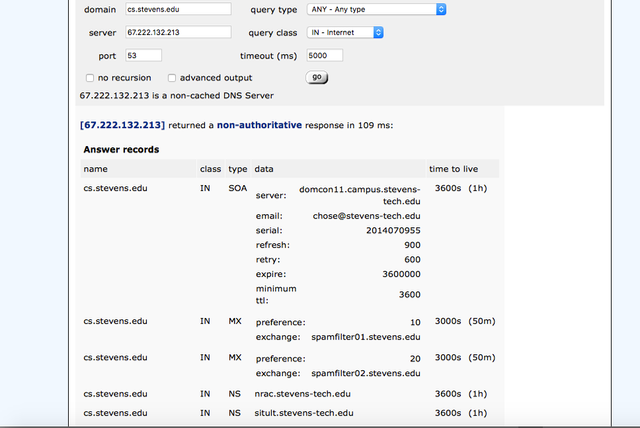 domain cs.stevens.edu query type ANY - Any type
server 67.222.132.213 query class IN - Internet
port 53 timeout (ms) 5000
no recursion advanced output go
67.222.132.213 is a non-cached DNS Server
[67.222.132.213] returned a non-authoritative response in 109 ms:
Answer records
name class type data time to live
cs.stevens.edu IN SOA server: domcon11.campus.stevens- 3600s (1h)
tech.edu
email: chose@stevens-tech.edu
serial: 2014070955
refresh: 900
retry: 600
expire: 3600000
minimum
ttl: 3600
cs.stevens.edu IN MX preference: 10 3000s (50m)
exchange: spamfilter01.stevens.edu
cs.stevens.edu IN MX preference: 20 3000s (50m)
exchange: spamfilter02.stevens.edu
cs.stevens.edu IN NS nrac.stevens-tech.edu 3600s (1h)
cs.stevens.edu IN NS sitult.stevens-tech.edu 3600s (1h)